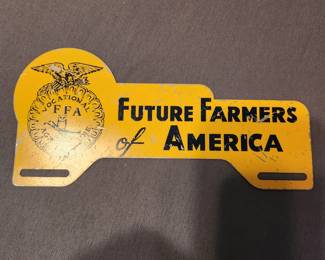 VOCATIONAL
FFA
FUTURE FARMERS
of AMERICA